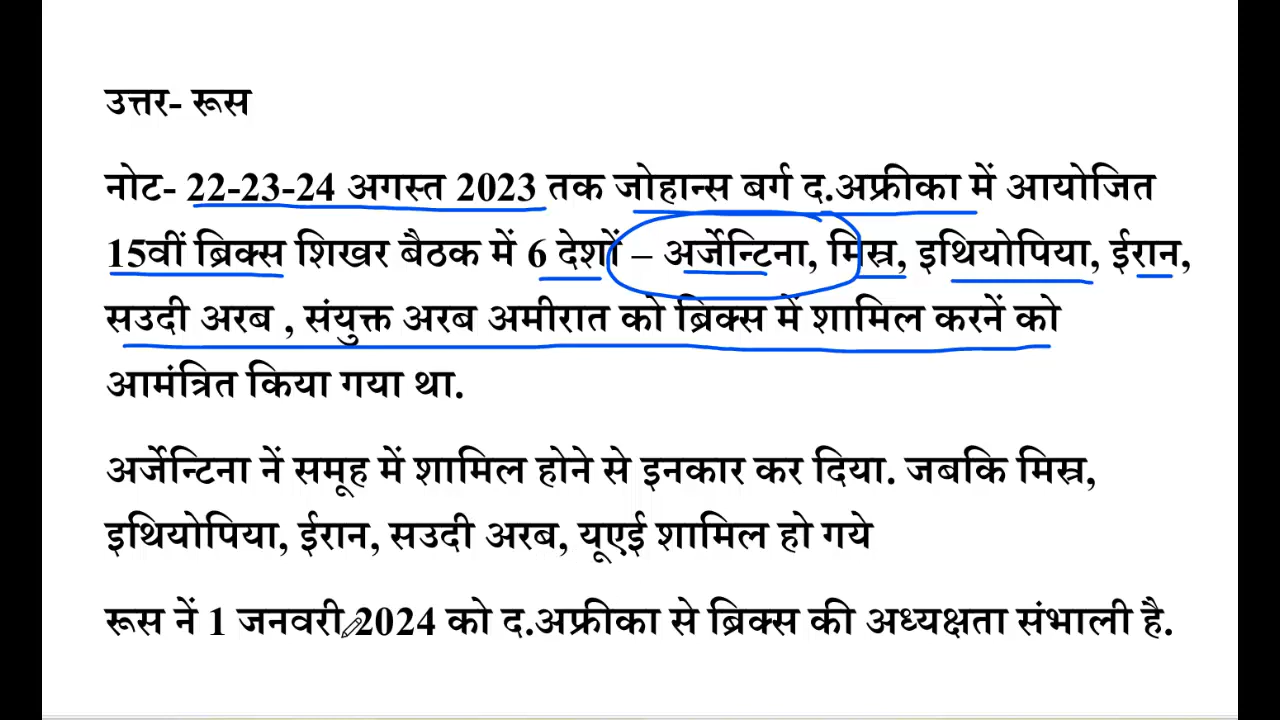 उत्तर- रूस
नोट- 22-23-24 अगस्त 2023 तक जोहान्स बर्ग द.अफ्रीका में आयोजित
15वीं ब्रिक्स शिखर बैठक में 6 देशों – अर्जेन्टिना, मिस्र, इथियोपिया, ईरान,
सउदी अरब , संयुक्त अरब अमीरात को ब्रिक्स में शामिल करनें को
आमंत्रित किया गया था.
अर्जेन्टिना नें समूह में शामिल होने से इनकार कर दिया. जबकि मिस्र,
इथियोपिया, ईरान, सउदी अरब, यूएई शामिल हो गये
रूस नें 1 जनवरी 2024 को द.अफ्रीका से ब्रिक्स की अध्यक्षता संभाली है.